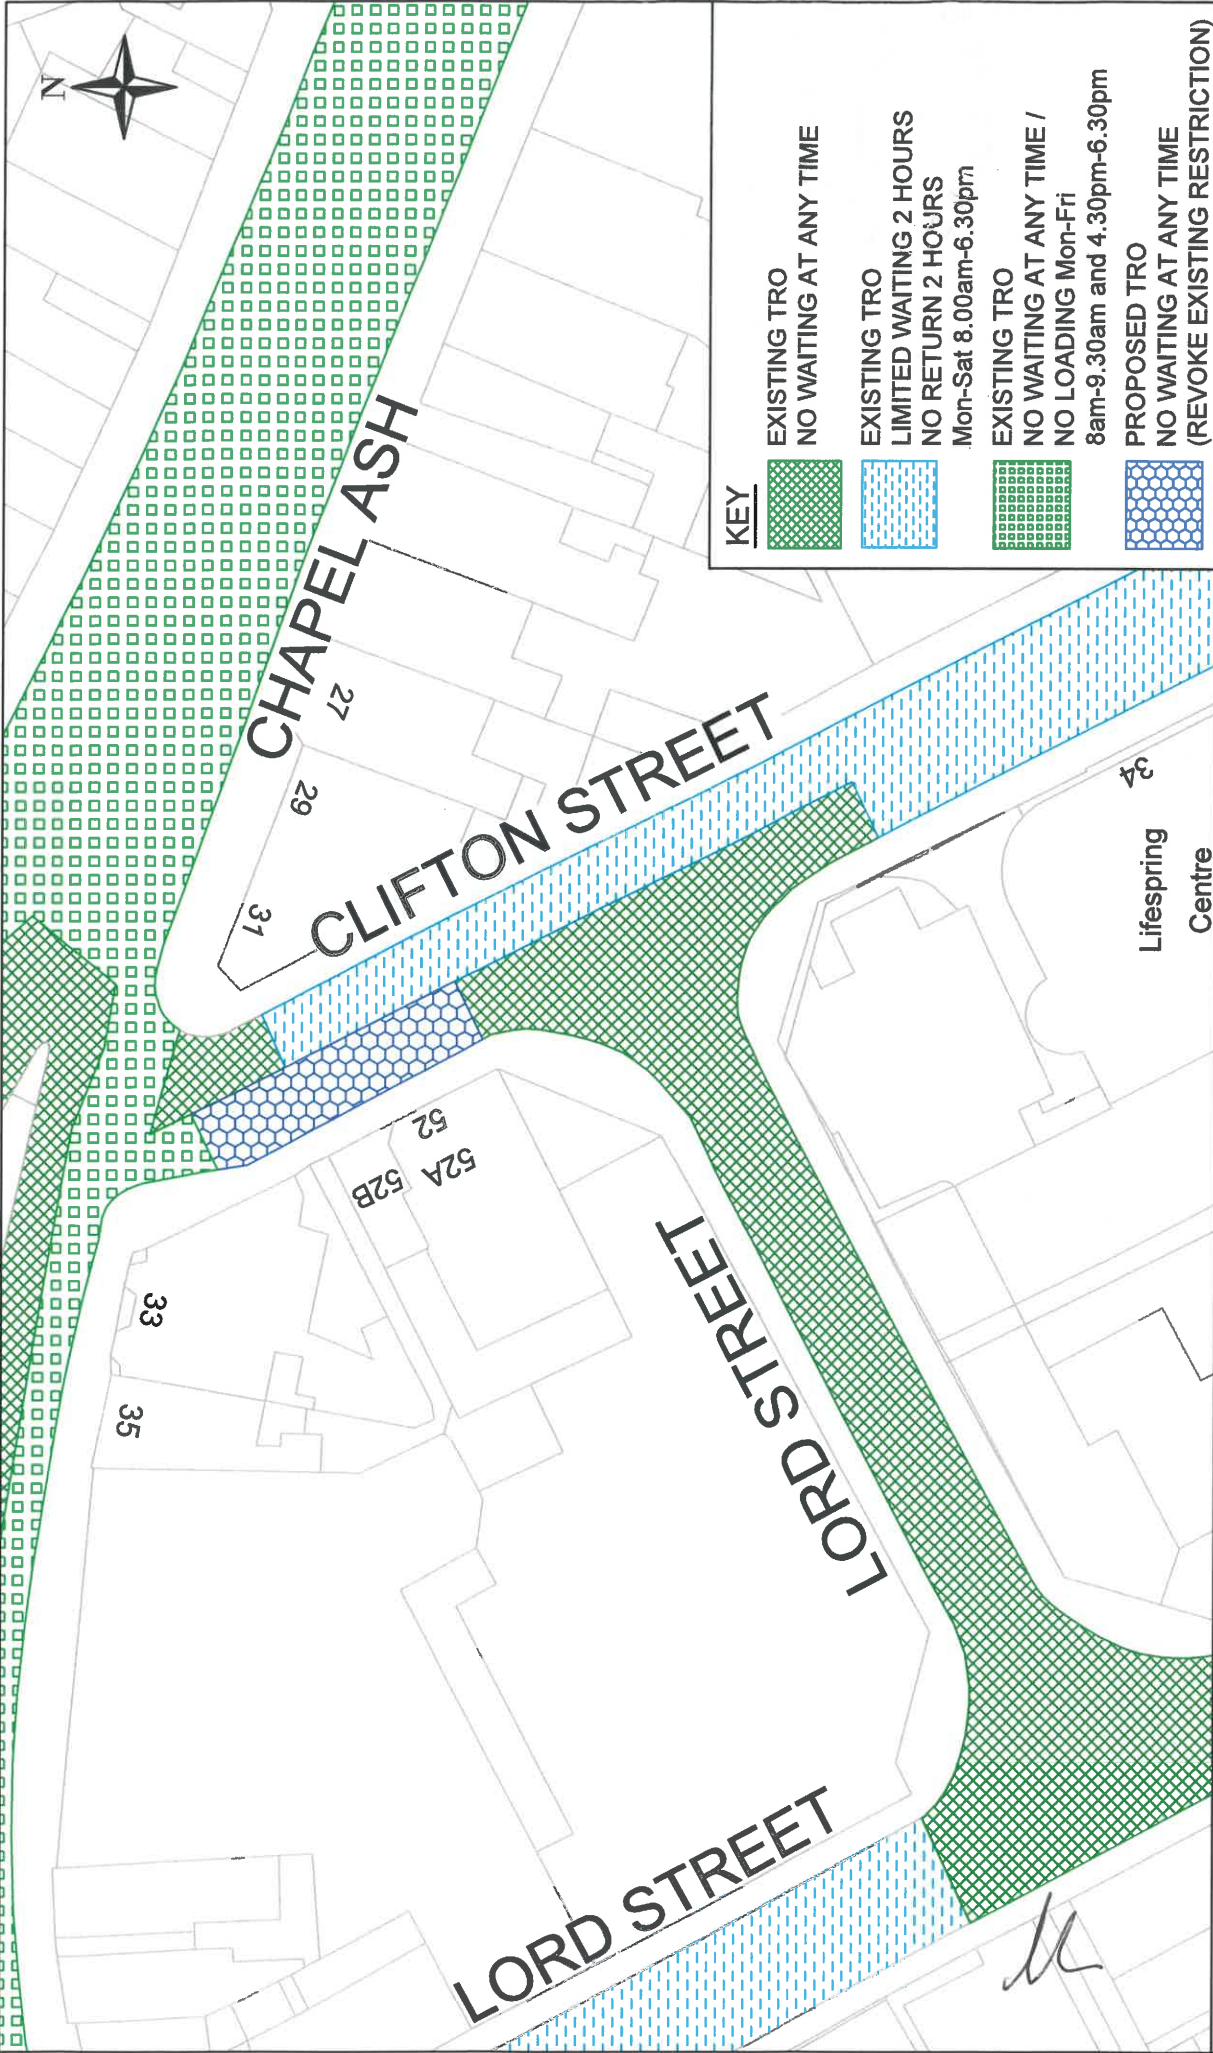 N
CHAPEL ASH
27
29
31
CLIFTON STREET
33
35
52
52A
52B
LORD STREET
LORD STREET
34
Lifespring
Centre
KEY
EXISTING TRO
NO WAITING AT ANY TIME
EXISTING TRO
LIMITED WAITING 2 HOURS
NO RETURN 2 HOURS
Mon-Sat 8.00am-6.30pm
EXISTING TRO
NO WAITING AT ANY TIME /
NO LOADING Mon-Fri
8am-9.30am and 4.30pm-6.30pm
PROPOSED TRO
NO WAITING AT ANY TIME
(REVOKE EXISTING RESTRICTION)